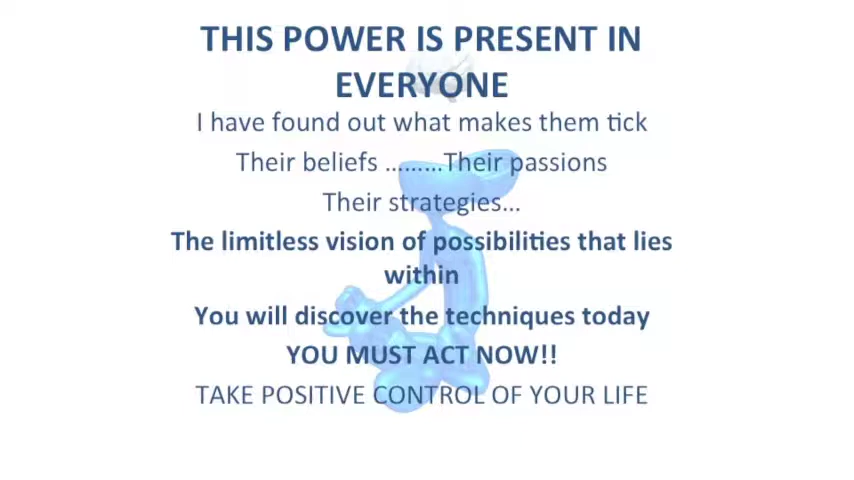 THIS POWER IS PRESENT IN
EVERYONE
I have found out what makes them tick
Their beliefs ………Their passions
Their strategies…
The limitless vision of possibilities that lies
within
You will discover the techniques today
YOU MUST ACT NOW!!
TAKE POSITIVE CONTROL OF YOUR LIFE